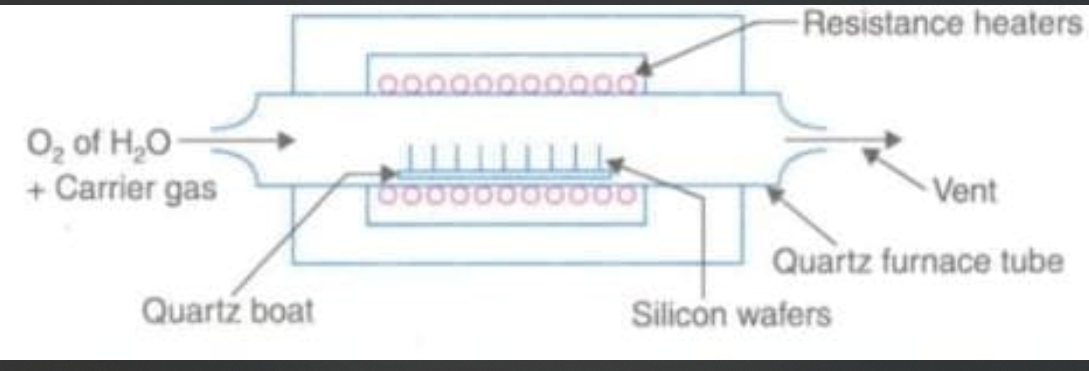 Resistance heaters
O₂ of H₂O
+ Carrier gas
Vent
Quartz furnace tube
Quartz boat
Silicon wafers